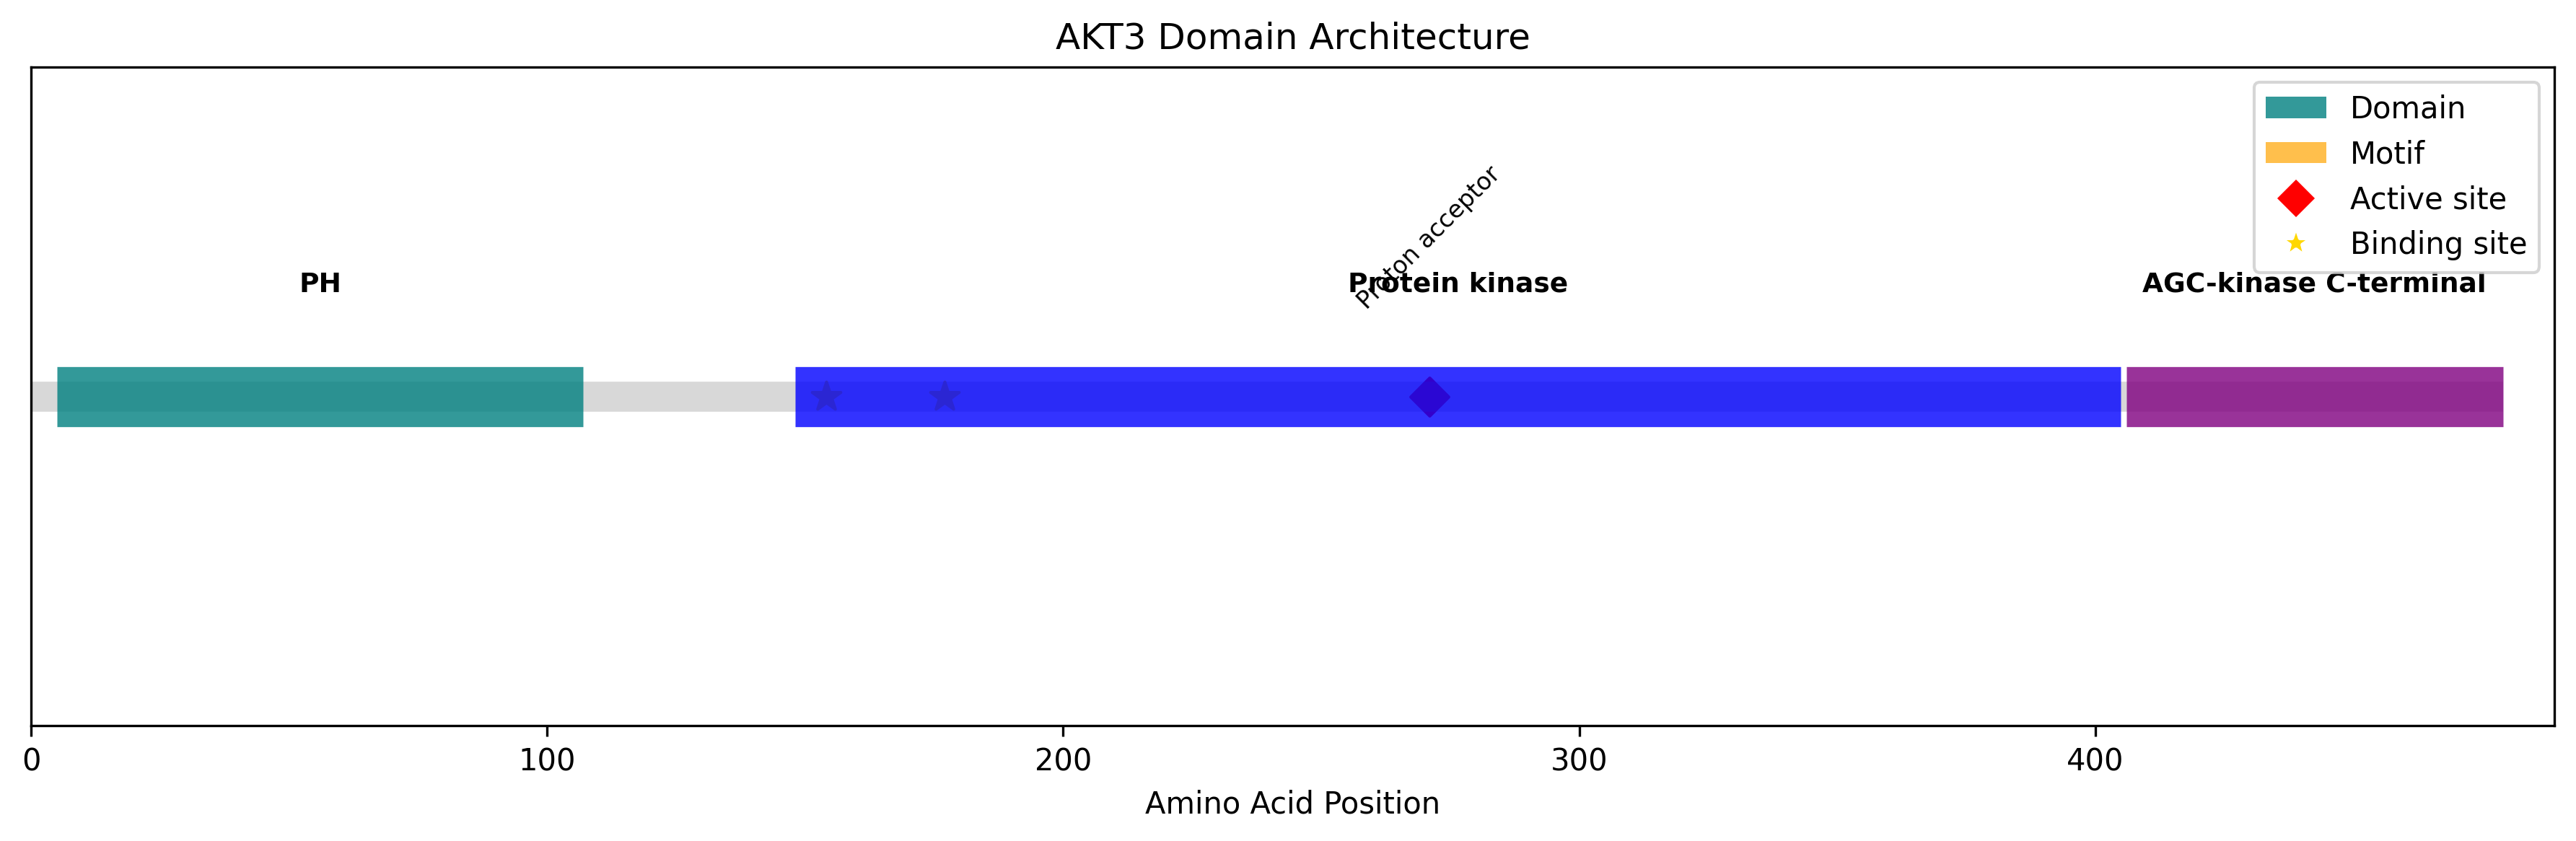 AKT3 Domain Architecture
Domain
Motif
Active site
Binding site
Proton acceptor
PH
Protein kinase
AGC-kinase C-terminal
0
100
200
300
400
Amino Acid Position